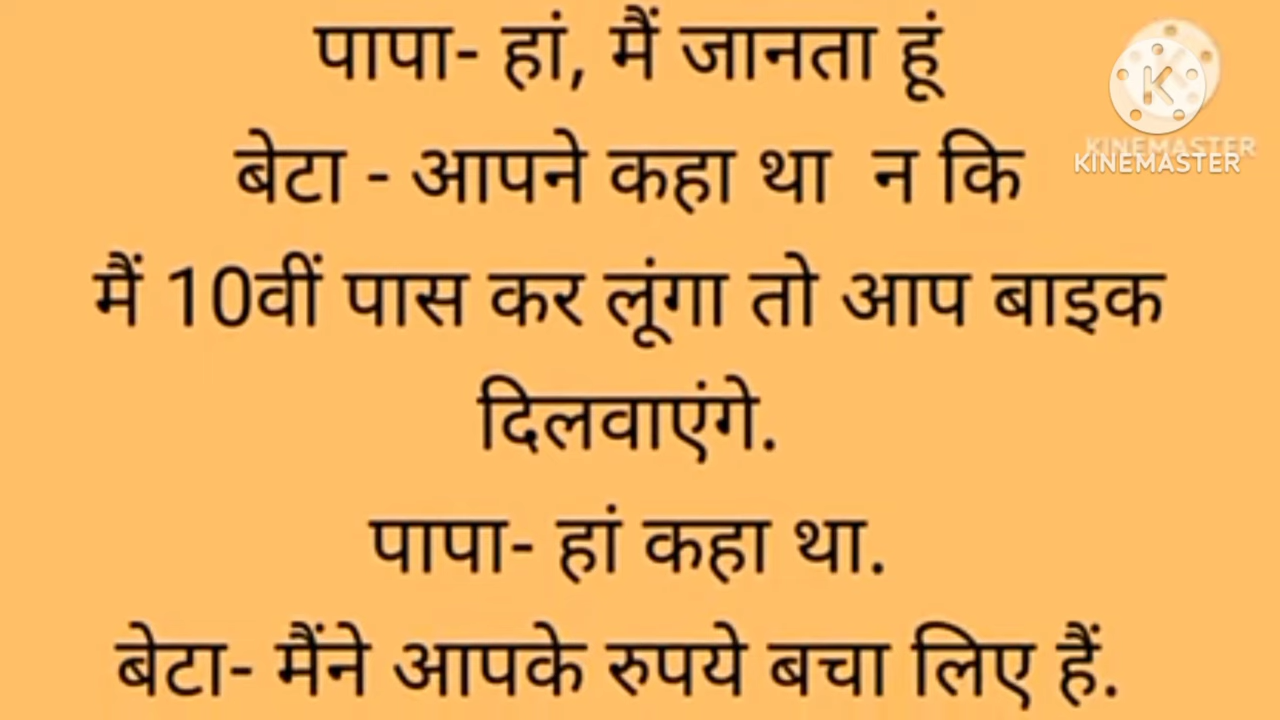 पापा- हां, मैं जानता हूं
बेटा - आपने कहा था न कि
मैं 10वीं पास कर लूंगा तो आप बाइक
दिलवाएंगे.
पापा- हां कहा था.
बेटा- मैंने आपके रुपये बचा लिए हैं.
K
KINEMASTER
KINEMASTER